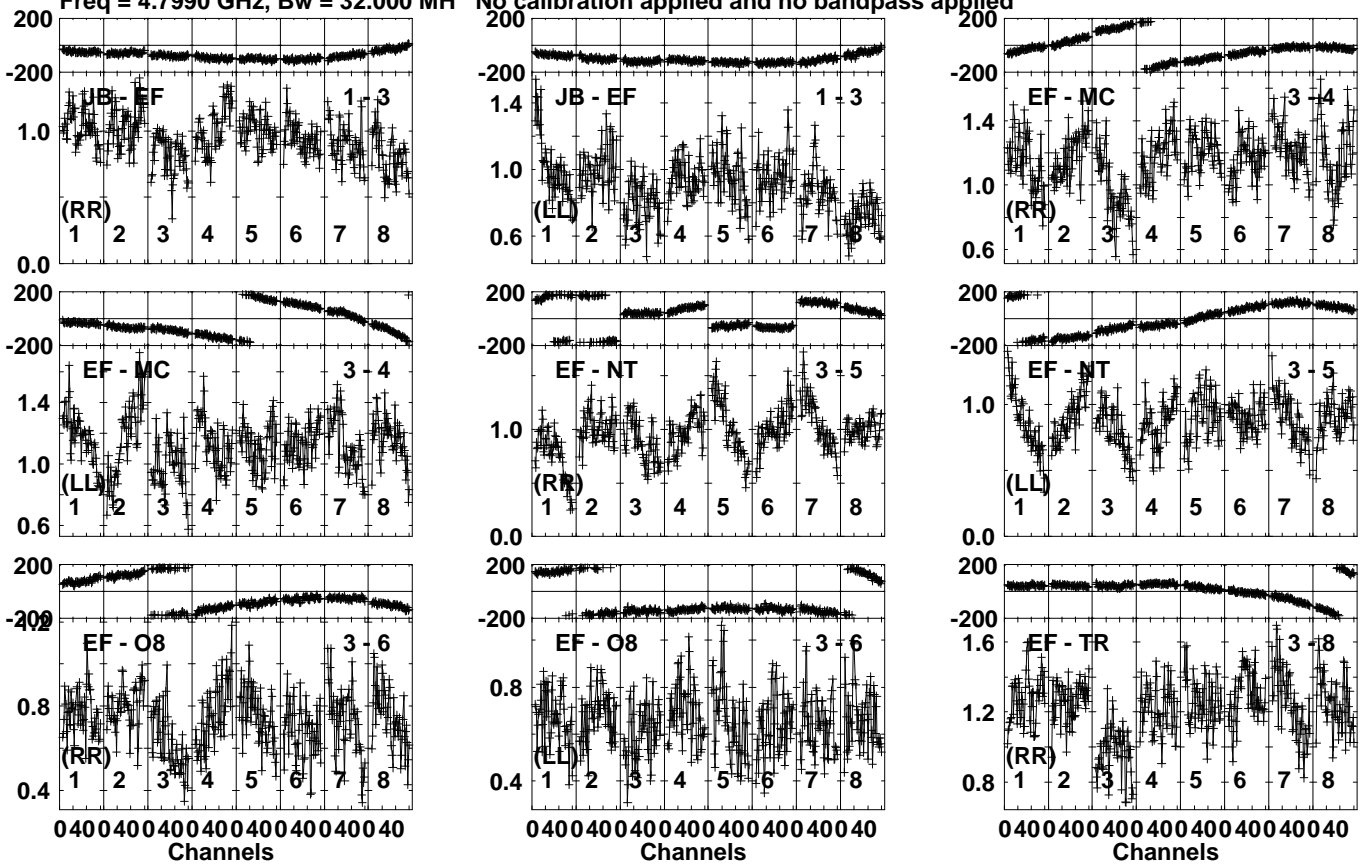 Freq = 4.7990 GHz, Bw = 32.000 MH No calibration applied and no bandpass applied
200 200 200
-200 -200 -200
JB - EF 1 - 3 JB - EF 1 - 3 EF - MC 3 - 4
1.4 1.4
1.0 1.0 1.0
(RR) (LL) (RR)
1 2 3 4 5 6 7 8 1 2 3 4 5 6 7 8 1 2 3 4 5 6 7 8
0.6 0.6
0.0
200 200 200
-200 -200 -200
EF - MC 3 - 4 EF - NT 3 - 5 EF - NT 3 - 5
1.4 1.0
1.0 1.0
(LL) (RR) (LL)
1 2 3 4 5 6 7 8 1 2 3 4 5 6 7 8 1 2 3 4 5 6 7 8
0.6 0.0 0.0
200 200 200
-200 -200 -200
1.2
EF - O8 3 - 6 EF - O8 3 - 6 EF - TR 3 - 8
1.6
0.8 0.8 1.2
(RR) (LL) (RR)
1 2 3 4 5 6 7 8 1 2 3 4 5 6 7 8 1 2 3 4 5 6 7 8
0.4 0.4 0.8
0 40 0 40 0 40 0 40 0 40 0 40 0 40 0 40 0 40 0 40 0 40 0 40 0 40 0 40 0 40 0 40 0 40 0 40 0 40 0 40 0 40 0 40 0 40 0 40
Channels Channels Channels